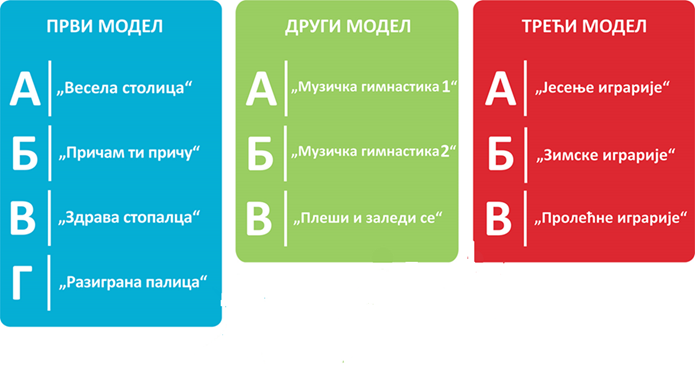 ПРВИ МОДЕЛ
А „Весела столица“
Б „Причам ти причу“
В „Здрава стопалца“
Г „Разиграна палица“
ДРУГИ МОДЕЛ
А „Музичка гимнастика 1“
Б „Музичка гимнастика 2“
В „Плеши и заледи се“
ТРЕЋИ МОДЕЛ
А „Јесење играрије“
Б „Зимске играрије“
В „Пролећне играрије“